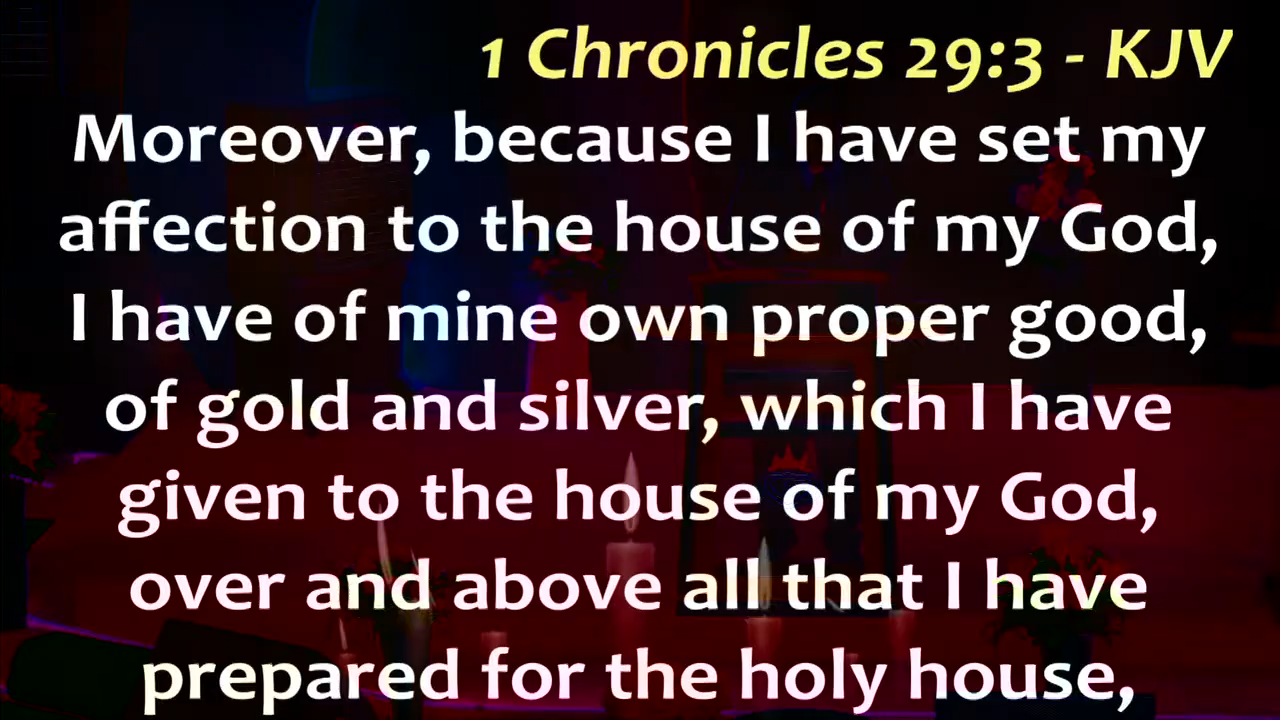 1 Chronicles 29:3 - KJV
Moreover, because I have set my
affection to the house of my God,
I have of mine own proper good,
of gold and silver, which I have
given to the house of my God,
over and above all that I have
prepared for the holy house,